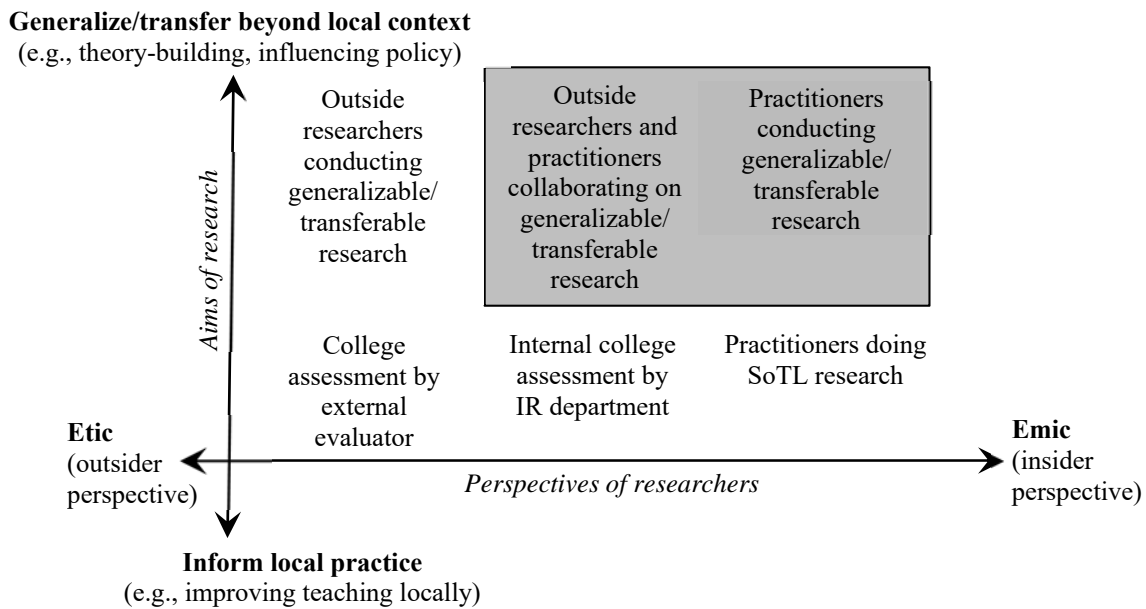 Generalize/transfer beyond local context
(e.g., theory-building, influencing policy)
Aims of research
Outside
researchers
conducting
generalizable/
transferable
research
Outside
researchers and
practitioners
collaborating on
generalizable/
transferable
research
Practitioners
conducting
generalizable/
transferable
research
College
assessment by
external
evaluator
Internal college
assessment by
IR department
Practitioners doing
SoTL research
Etic
(outsider
perspective)
Perspectives of researchers
Emic
(insider
perspective)
Inform local practice
(e.g., improving teaching locally)